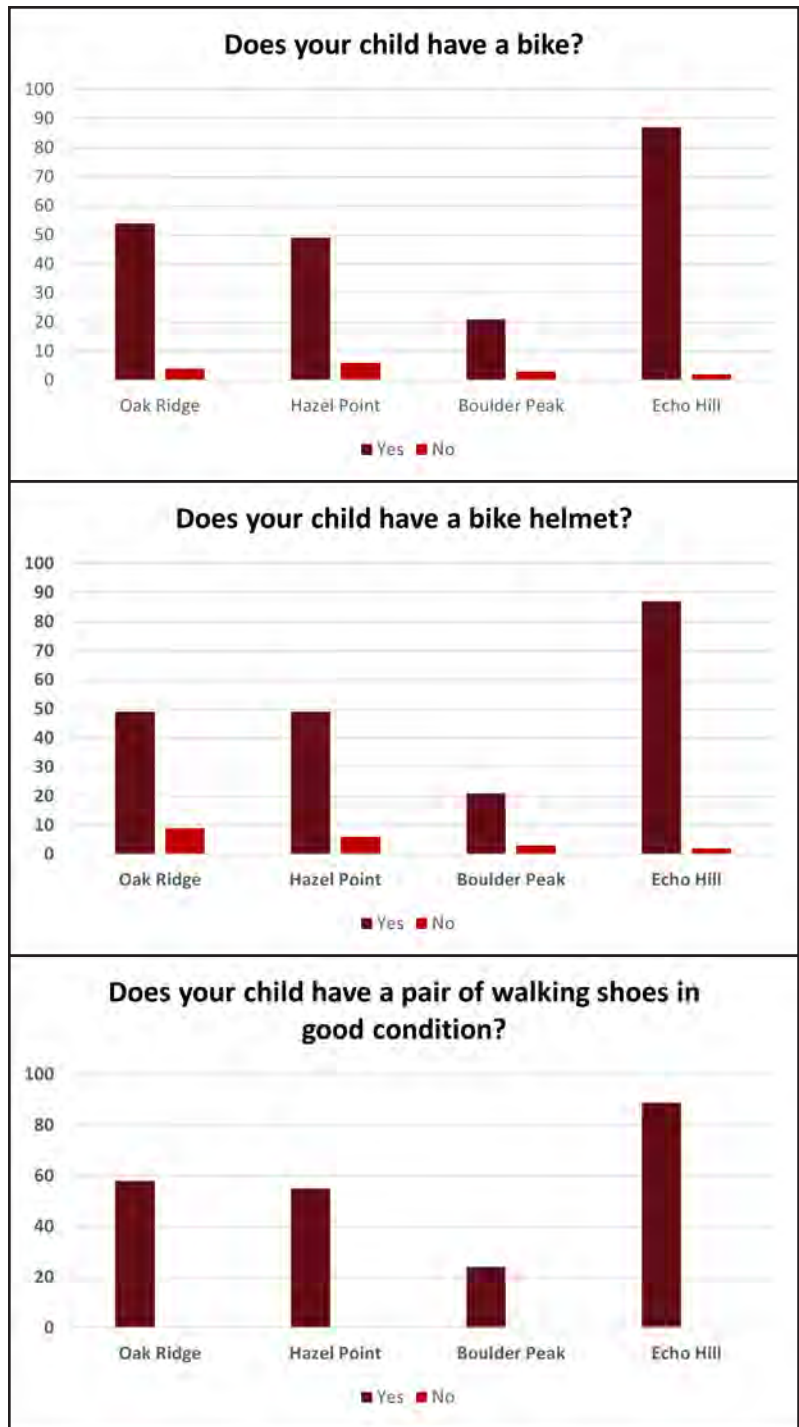 Does your child have a bike?
100
90
80
70
60
50
40
30
20
10
0
Oak Ridge Hazel Point Boulder Peak Echo Hill
Yes No
Does your child have a bike helmet?
100
90
80
70
60
50
40
30
20
10
0
Oak Ridge Hazel Point Boulder Peak Echo Hill
Yes No
Does your child have a pair of walking shoes in
good condition?
100
80
60
40
20
0
Oak Ridge Hazel Point Boulder Peak Echo Hill
Yes No